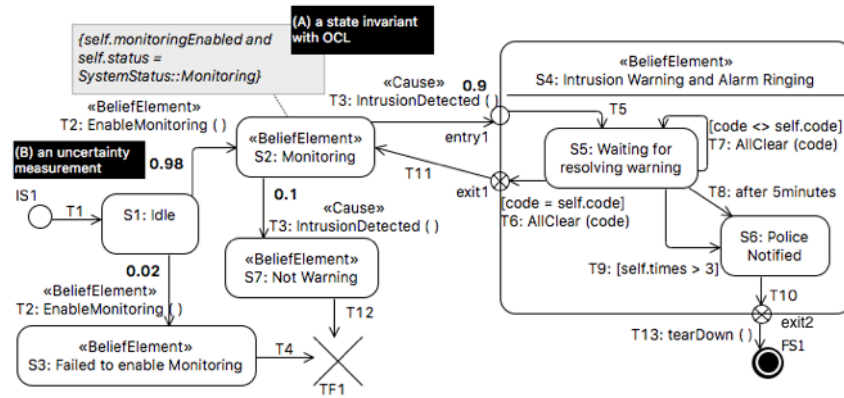 (A) a state invariant
with OCL
{self.monitoringEnabled and
self.status =
SystemStatus::Monitoring}
«BeliefElement»
T2: EnableMonitoring ( )
(B) an uncertainty
measurement
0.98
IS1
T1
S1: Idle
0.02
«BeliefElement»
T2: EnableMonitoring ( )
«BeliefElement»
S3: Failed to enable Monitoring
T4
TF1
«BeliefElement»
S2: Monitoring
0.1
«Cause»
T3: IntrusionDetected ( )
«BeliefElement»
S7: Not Warning
T12
«Cause»
0.9
T3: IntrusionDetected ( )
entry1
T11
exit1
«BeliefElement»
S4: Intrusion Warning and Alarm Ringing
T5
S5: Waiting for
resolving warning
[code <> self.code]
T7: AllClear (code)
[code = self.code]
T6: AllClear (code)
T8: after 5minutes
T9: [self.times > 3]
S6: Police
Notified
T10
exit2
T13: tearDown ( )
FS1